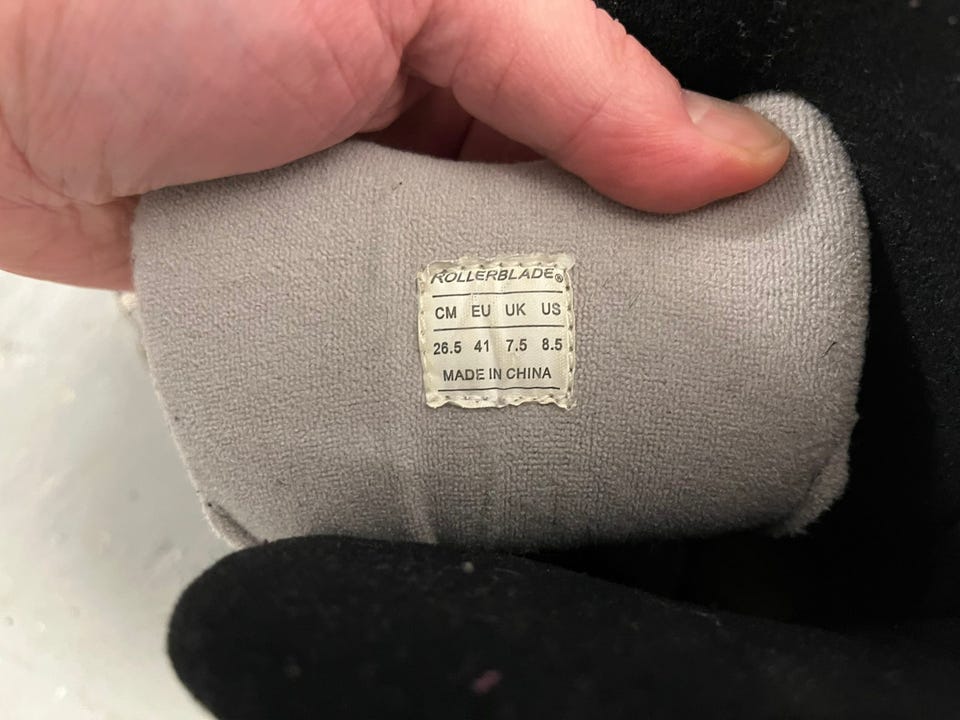 ROLLERBLADE®
CM EU UK US
26.5 41 7.5 8.5
MADE IN CHINA